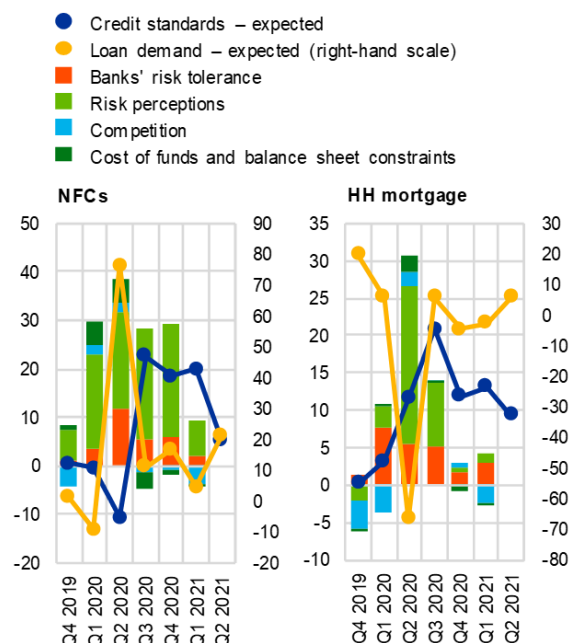 Credit standards – expected
Loan demand – expected (right-hand scale)
Banks' risk tolerance
Risk perceptions
Competition
Cost of funds and balance sheet constraints
NFCs
50
40
30
20
10
0
-10
-20
90
80
70
60
50
40
30
20
10
0
-10
-20
Q4 2019
Q1 2020
Q2 2020
Q3 2020
Q4 2020
Q1 2021
Q2 2021
HH mortgage
35
30
25
20
15
10
5
0
-5
-10
30
20
10
0
-10
-20
-30
-40
-50
-60
-70
-80
Q4 2019
Q1 2020
Q2 2020
Q3 2020
Q4 2020
Q1 2021
Q2 2021